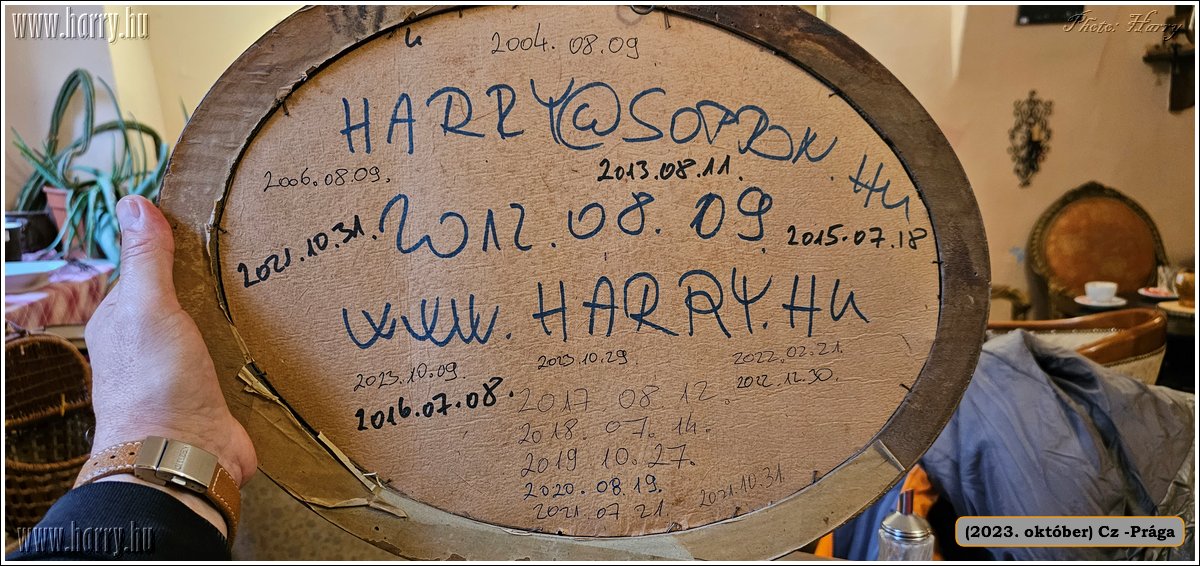 www.harry.hu
Photo: Harry
2004. 08.09
HARRY@SOPRON.Hu
2006.08.09.
2013.08.11.
2021.10.31.
2012.08.09.
2015.07.18
www.HARRY.Hu
2023.10.09.
2023.10.29.
2022.02.21.
2016.07.08.
2022.12.30.
2017 08.12.
2018. 07. 14.
2019 10.27.
2020.08.19.
2021.10.31.
2021.07 21.
www.harry.hu
(2023. október) Cz -Prága